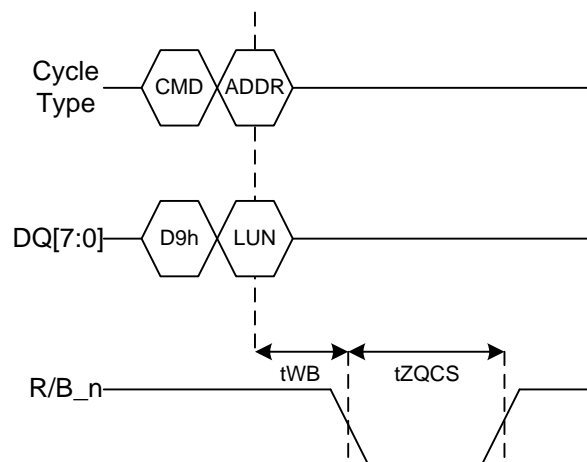 Cycle
Type
CMD
ADDR
DQ[7:0]
D9h
LUN
tWB
tZQCS
R/B_n